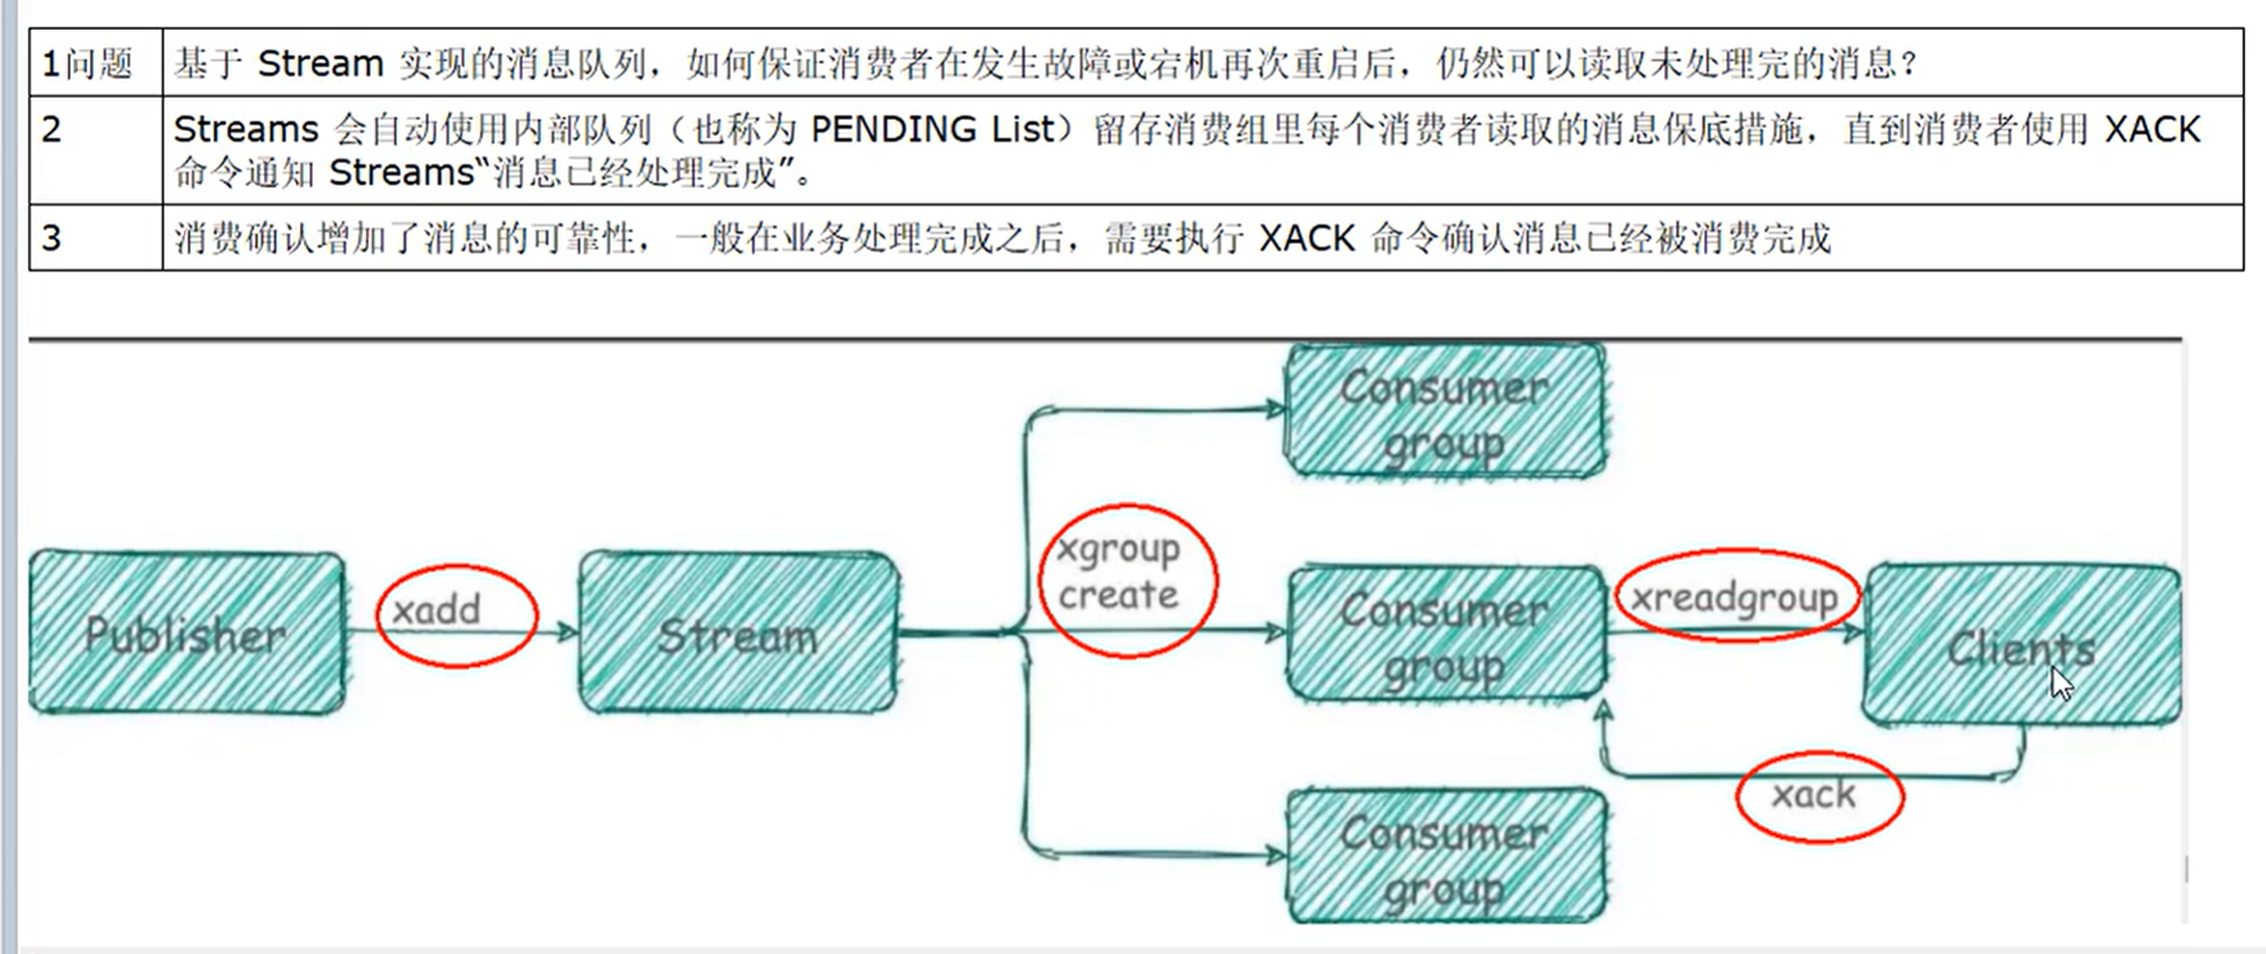 1问题
基于 Stream 实现的消息队列，如何保证消费者在发生故障或宕机再次重启后，仍然可以读取未处理完的消息？
2
Streams 会自动使用内部队列（也称为 PENDING List）留存消费组里每个消费者读取的消息保底措施，直到消费者使用 XACK
命令通知 Streams“消息已经处理完成”。
3
消费确认增加了消息的可靠性，一般在业务处理完成之后，需要执行 XACK 命令确认消息已经被消费完成
Consumer
group
Publisher
xadd
Stream
xgroup
create
Consumer
group
xreadgroup
Clients
xack
Consumer
group